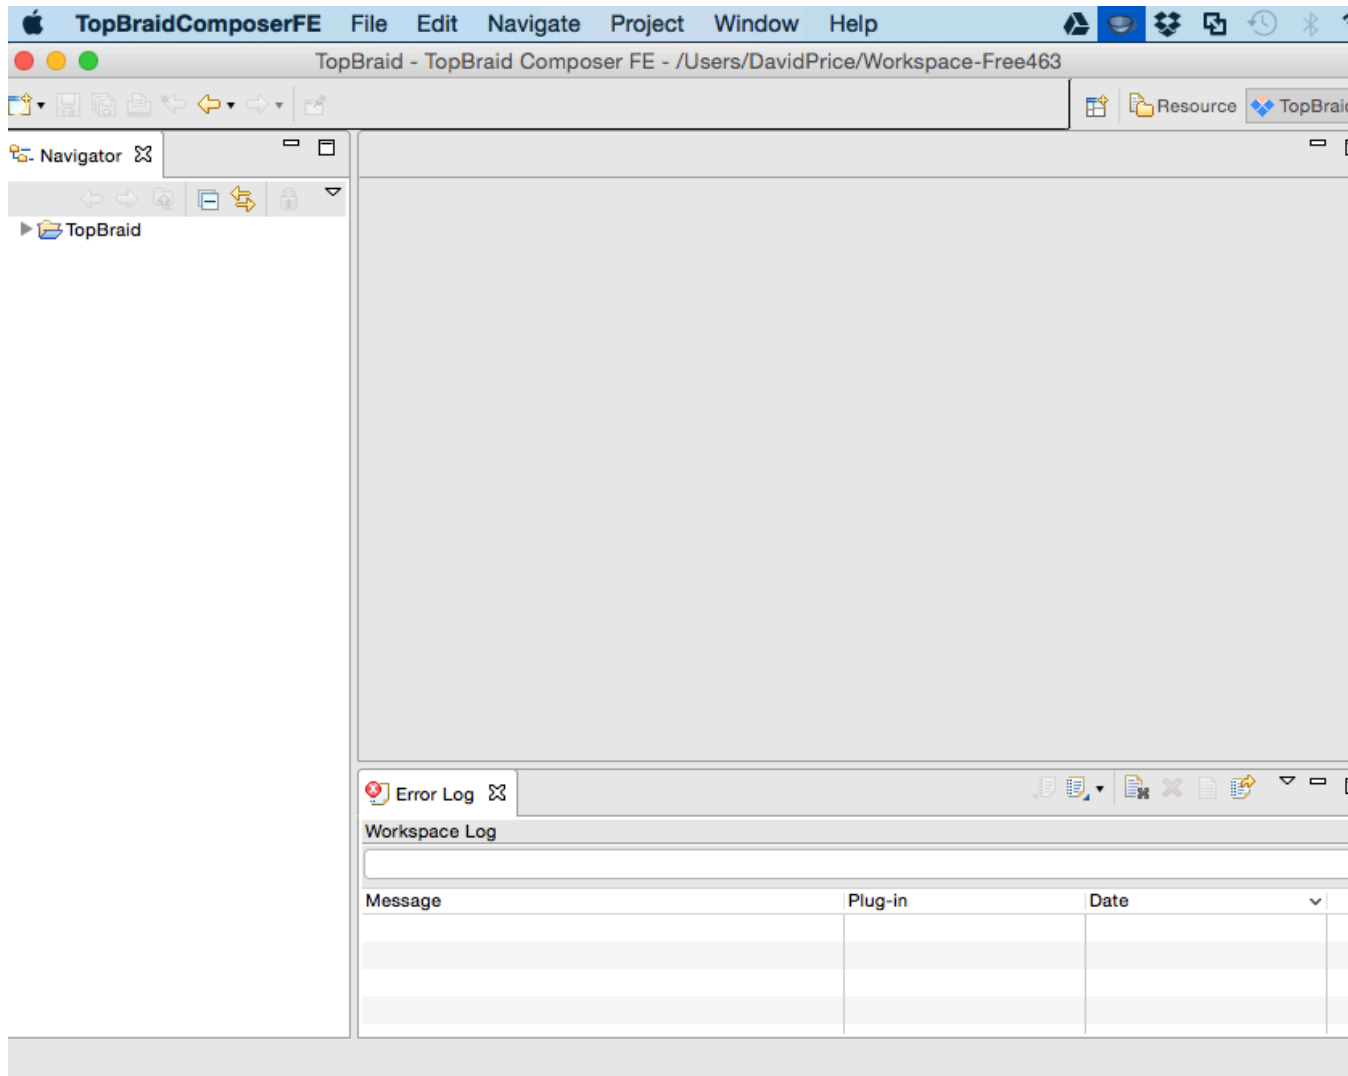 TopBraidComposerFE File Edit Navigate Project Window Help
TopBraid - TopBraid Composer FE - /Users/DavidPrice/Workspace-Free463
Resource TopBraid
Navigator
TopBraid
Error Log
Workspace Log
Message Plug-in Date